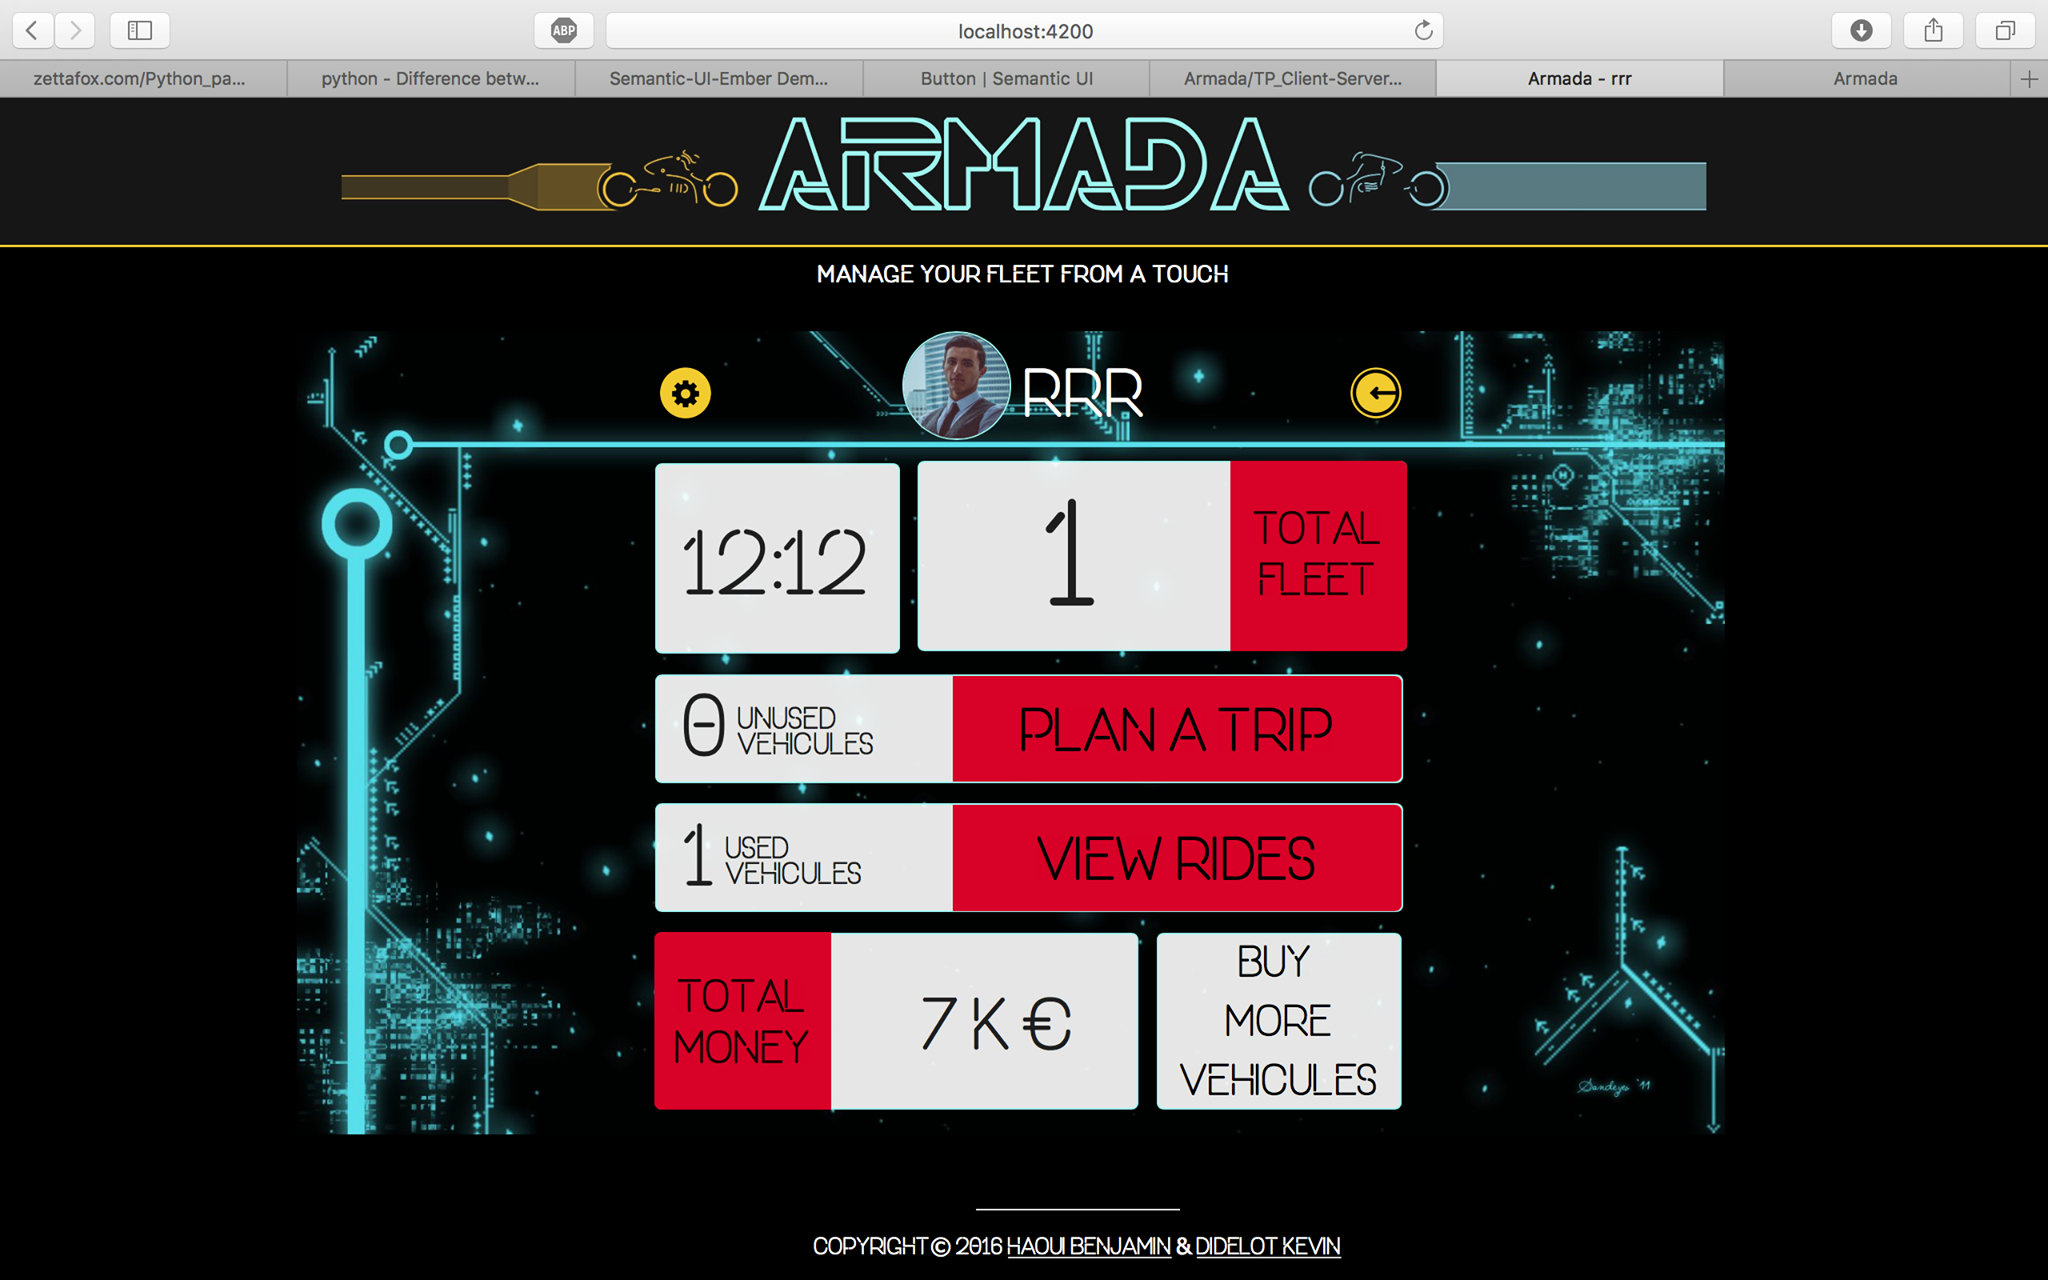 localhost:4200
ABP
zettafox.com/Python_pa...
python - Difference betw...
Semantic-UI-Ember Dem...
Button | Semantic UI
Armada/TP_Client-Server...
Armada - rrr
Armada
ARMADA
MANAGE YOUR FLEET FROM A TOUCH
RRR
12:12
1
TOTAL
FLEET
0 UNUSED
VEHICULES
PLAN A TRIP
1 USED
VEHICULES
VIEW RIDES
TOTAL
MONEY
7 K €
BUY
MORE
VEHICULES
Sandeyo '11
COPYRIGHT © 2016 HAOUI BENJAMIN & DIDELOT KEVIN